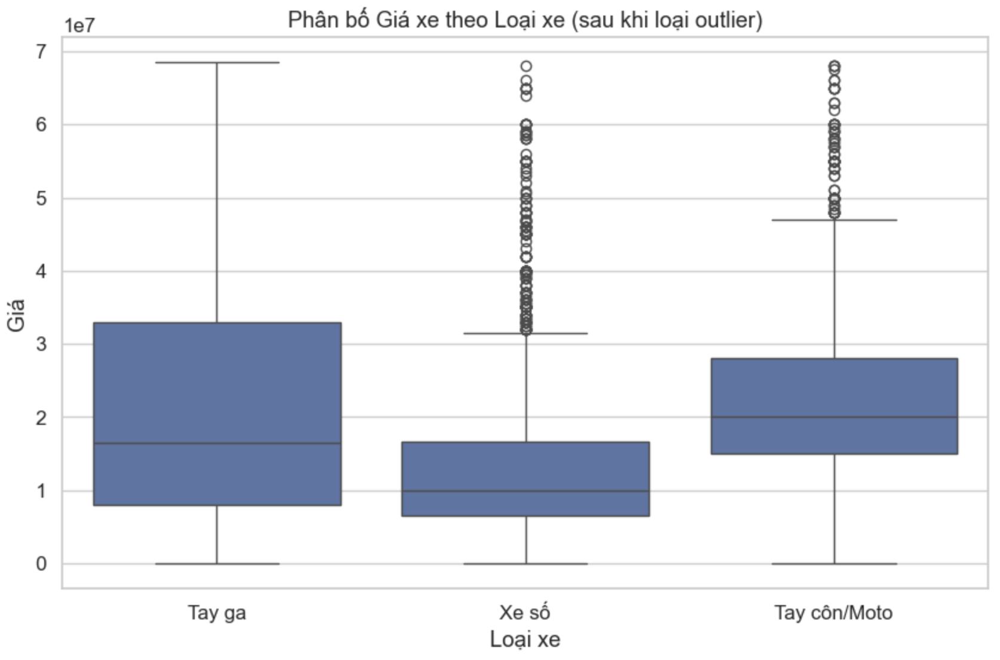 Phân bố Giá xe theo Loại xe (sau khi loại outlier)
1e7
7
6
5
4
3
2
1
0
Giá
Tay ga
Xe số
Tay côn/Moto
Loại xe